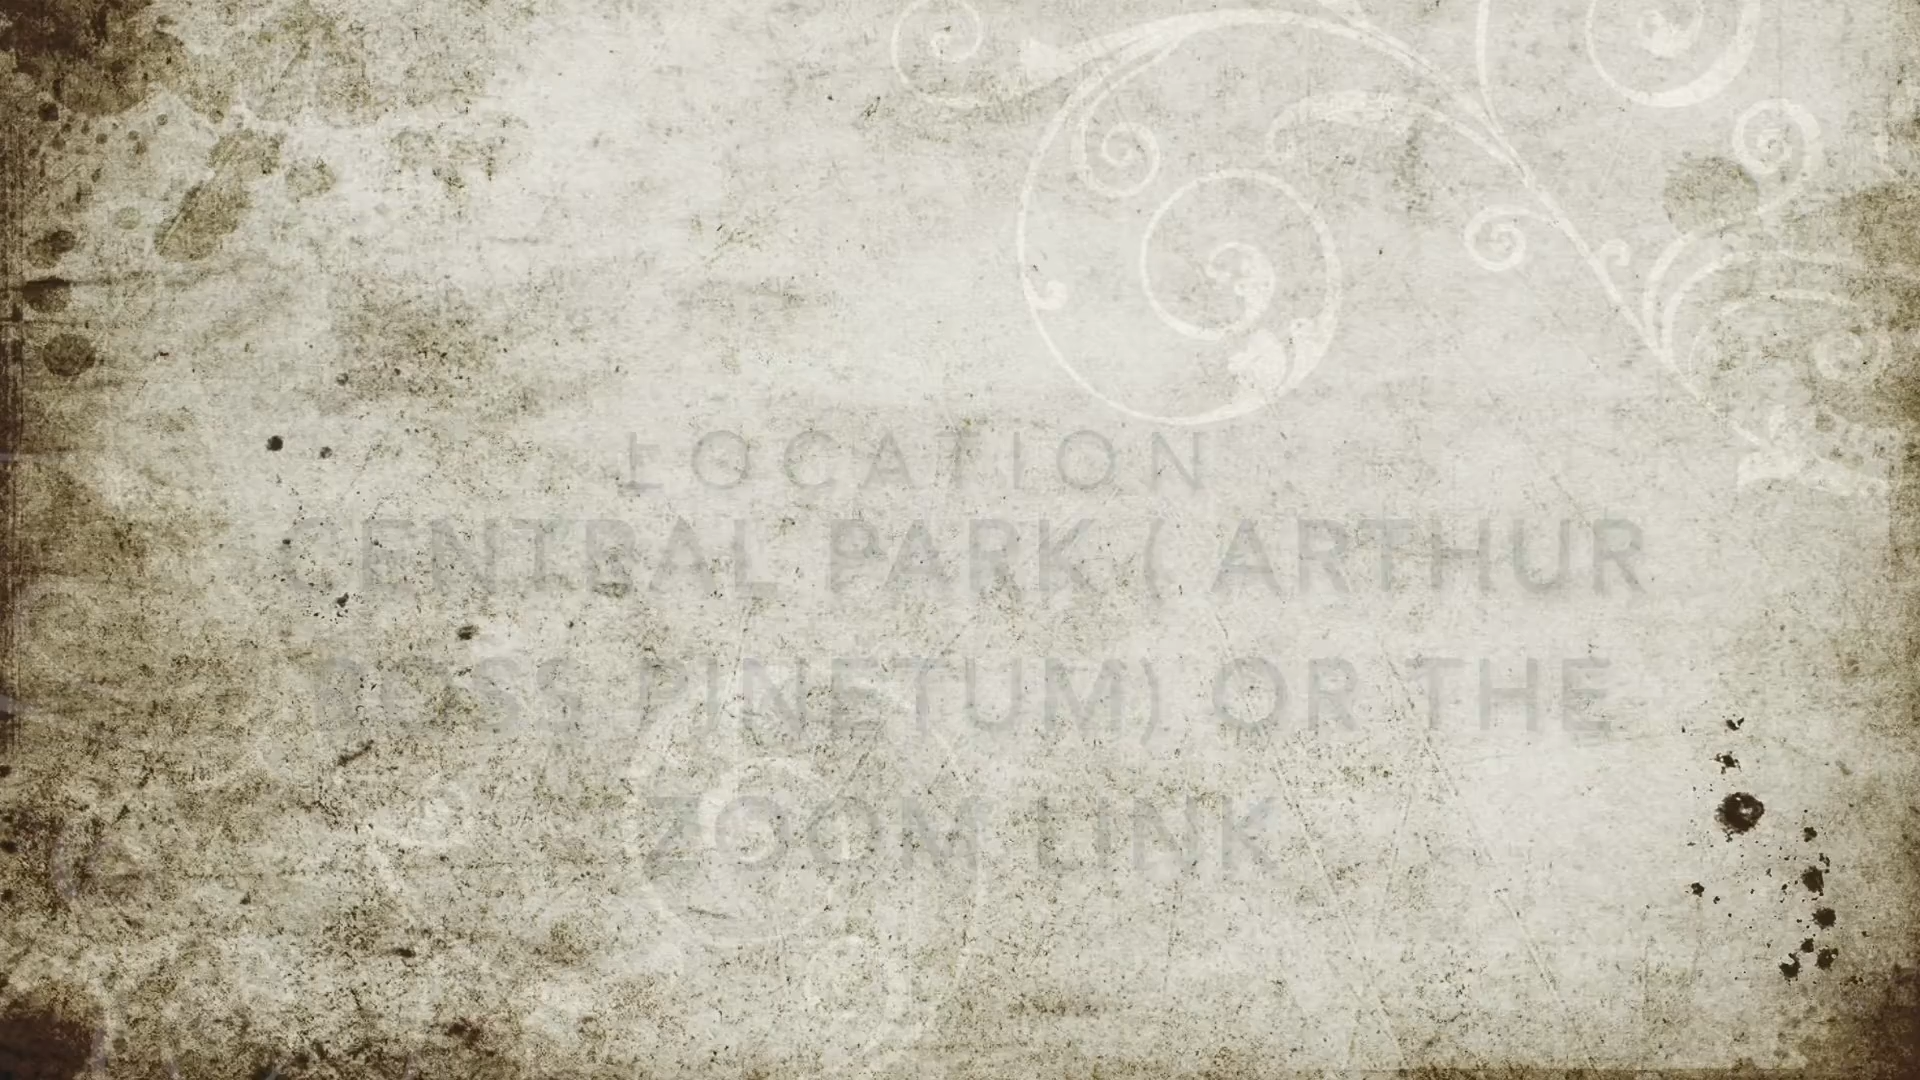 LOCATION
CENTRAL PARK ( ARTHUR
ROSS PINETUM) OR THE
ZOOM LINK